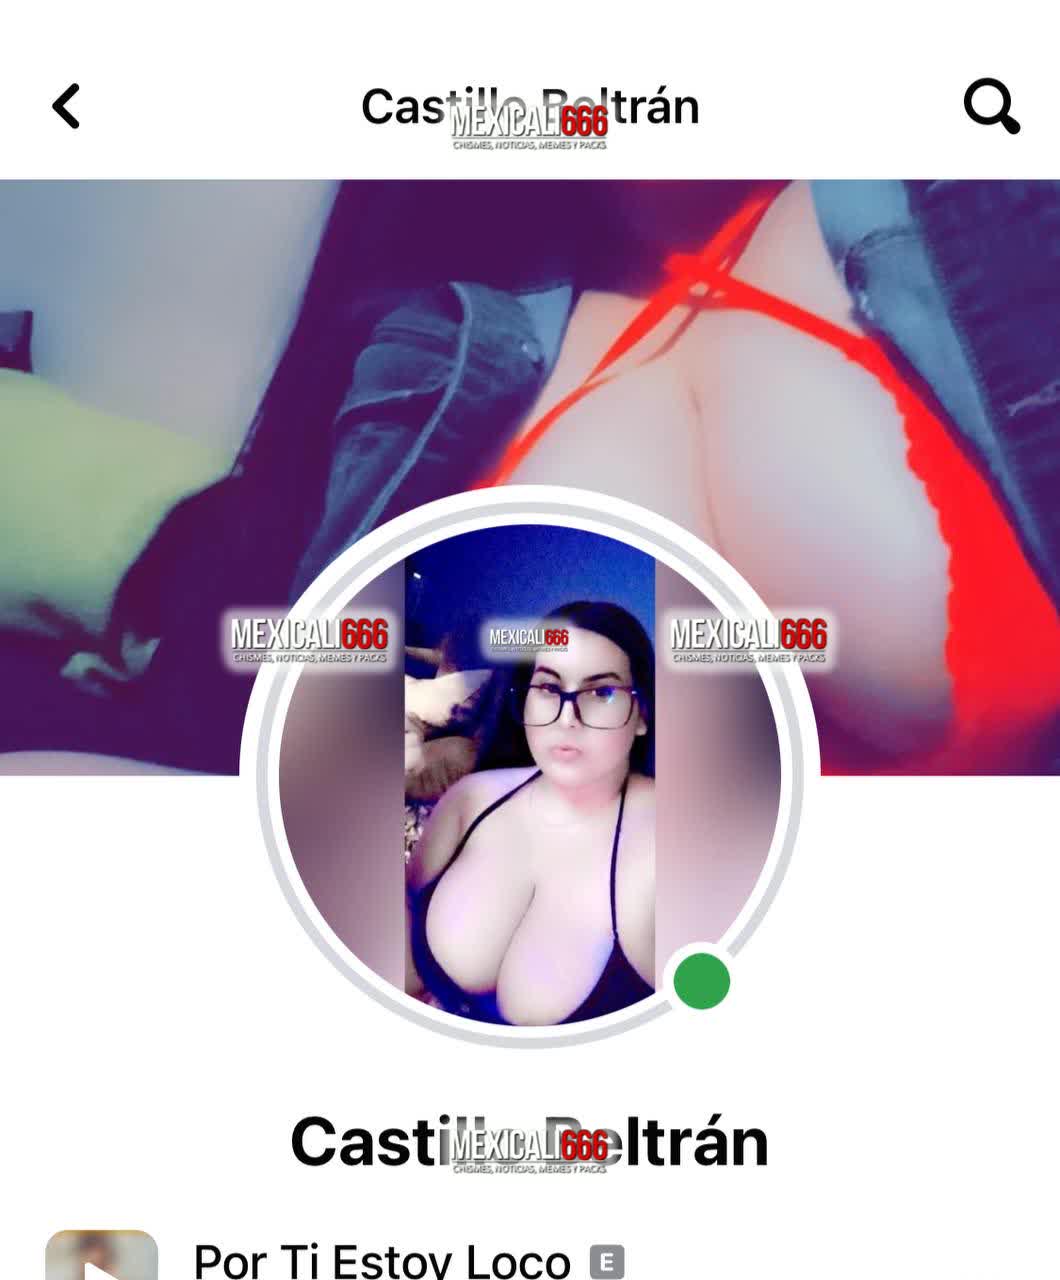 Castillo Beltrán
MEXICALI666
CHISMES, NOTICIAS, MEMES Y PACKS
MEXICALI666
CHISMES, NOTICIAS, MEMES Y PACKS
MEXICALI666
CHISMES, NOTICIAS, MEMES Y PACKS
MEXICALI666
CHISMES, NOTICIAS, MEMES Y PACKS
Castillo Beltrán
MEXICALI666
CHISMES, NOTICIAS, MEMES Y PACKS
Por Ti Estoy Loco E